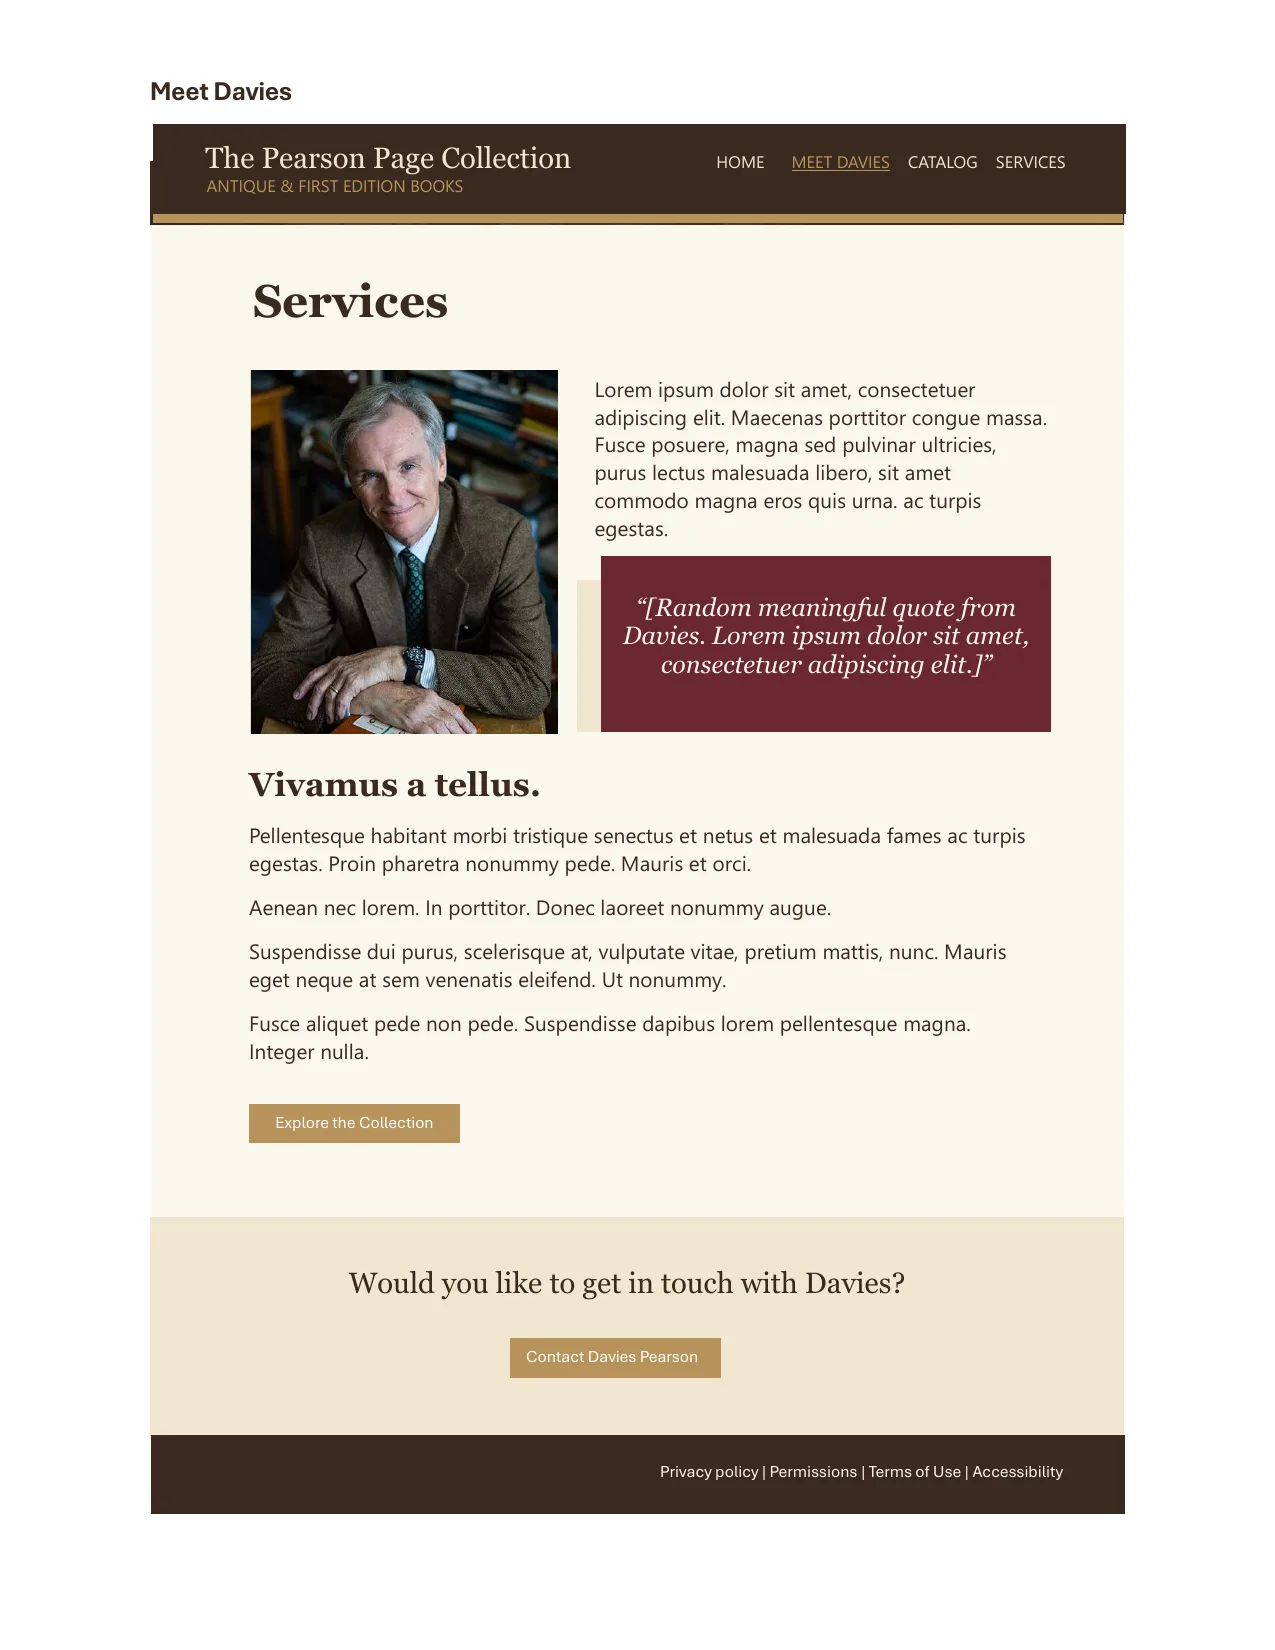 Meet Davies
The Pearson Page Collection
ANTIQUE & FIRST EDITION BOOKS
HOME MEET DAVIES CATALOG SERVICES
Services
Lorem ipsum dolor sit amet, consectetuer
adipiscing elit. Maecenas porttitor congue massa.
Fusce posuere, magna sed pulvinar ultricies,
purus lectus malesuada libero, sit amet
commodo magna eros quis urna. ac turpis
egestas.
“[Random meaningful quote from
Davies. Lorem ipsum dolor sit amet,
consectetuer adipiscing elit.]”
Vivamus a tellus.
Pellentesque habitant morbi tristique senectus et netus et malesuada fames ac turpis
egestas. Proin pharetra nonummy pede. Mauris et orci.
Aenean nec lorem. In porttitor. Donec laoreet nonummy augue.
Suspendisse dui purus, scelerisque at, vulputate vitae, pretium mattis, nunc. Mauris
eget neque at sem venenatis eleifend. Ut nonummy.
Fusce aliquet pede non pede. Suspendisse dapibus lorem pellentesque magna.
Integer nulla.
Explore the Collection
Would you like to get in touch with Davies?
Contact Davies Pearson
Privacy policy | Permissions | Terms of Use | Accessibility